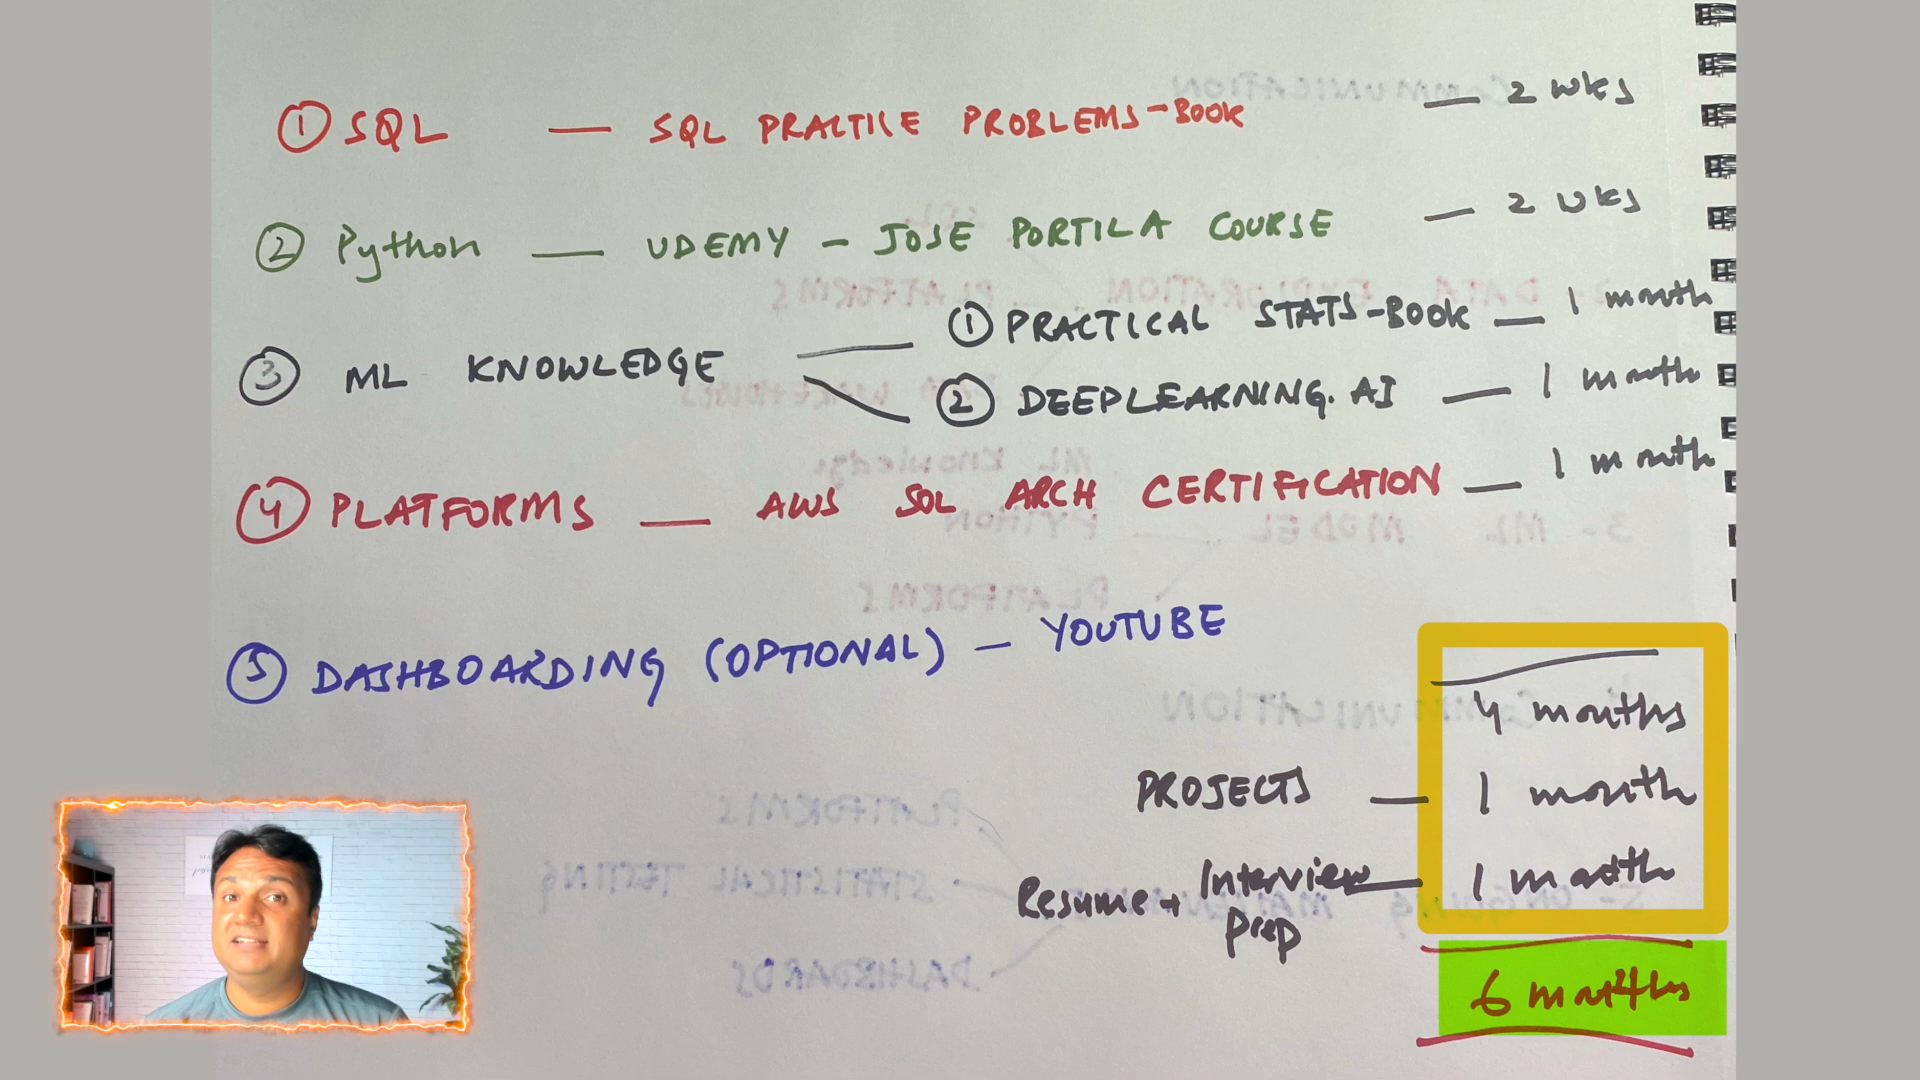 ① SQL — SQL PRACTICE PROBLEMS-BOOK — 2 wks
② Python — UDEMY - JOSE PORTILA COURSE — 2 wks
③ ML KNOWLEDGE
① PRACTICAL STATS-BOOK — 1 month
② DEEPLEARNING.AI — 1 month
④ PLATFORMS — AWS SOL ARCH CERTIFICATION — 1 month
⑤ DASHBOARDING (OPTIONAL) - YOUTUBE
4 months
PROJECTS — 1 month
Resume + Interview prep — 1 month
6 months